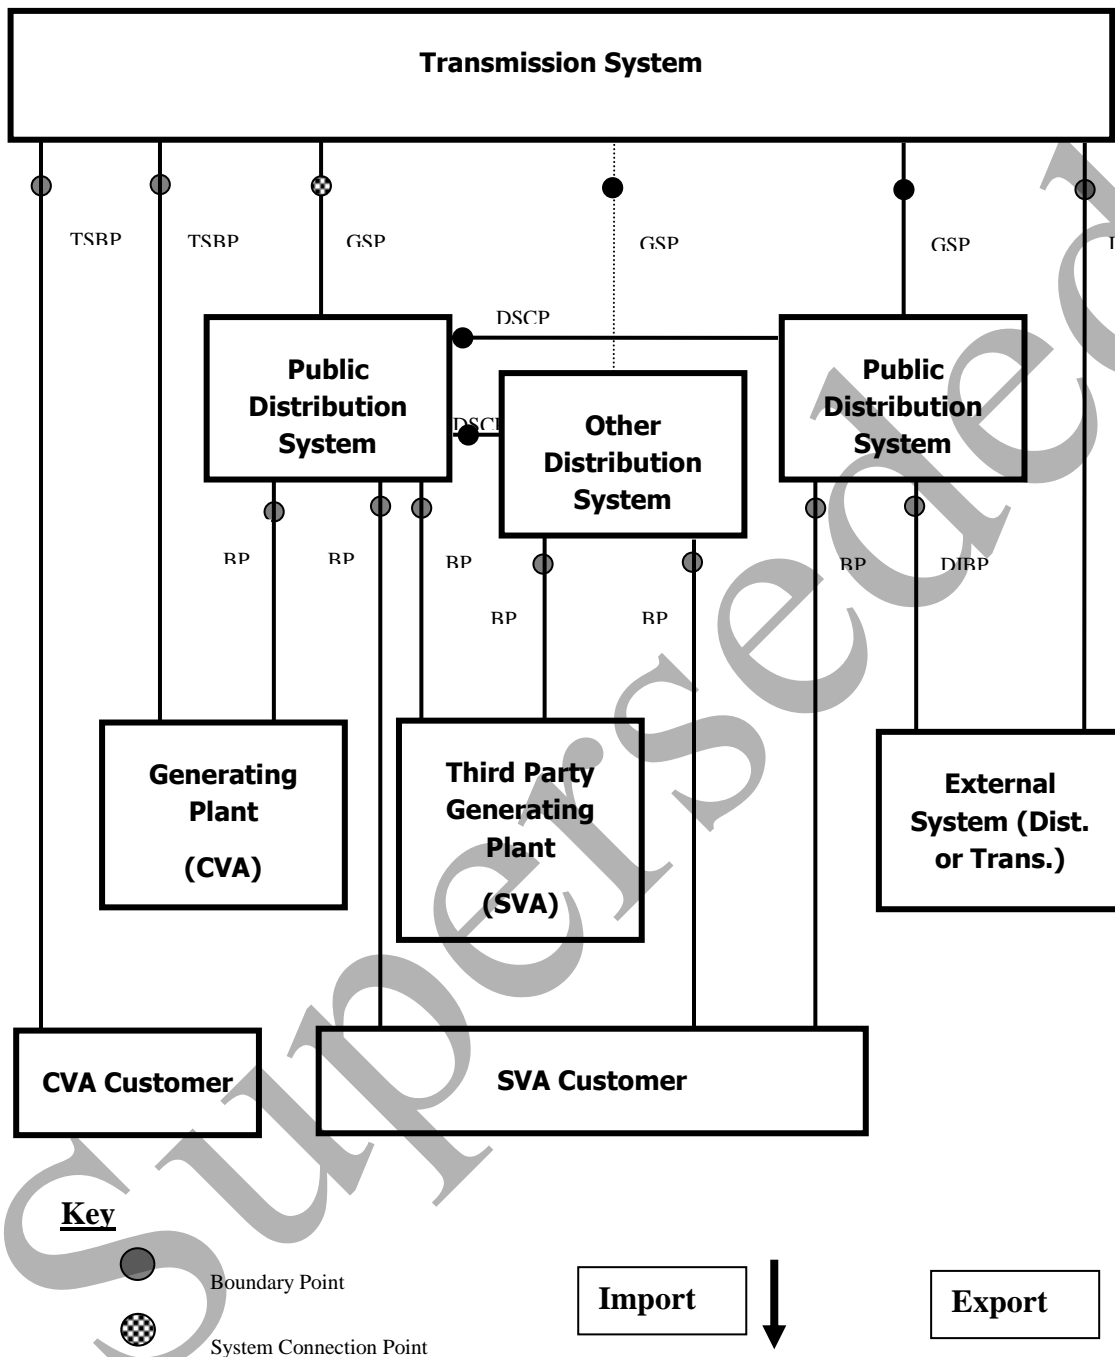 Transmission System
TSBP
TSBP
GSP
GSP
GSP
DSCP
Public
Distribution
System
Public
Distribution
System
DSCP
Other
Distribution
System
BP
BP
BP
BP
DIBP
BP
BP
Generating
Plant
(CVA)
Third Party
Generating
Plant
(SVA)
External
System (Dist.
or Trans.)
CVA Customer
SVA Customer
Superseded
Key
Boundary Point
System Connection Point
Import
Export